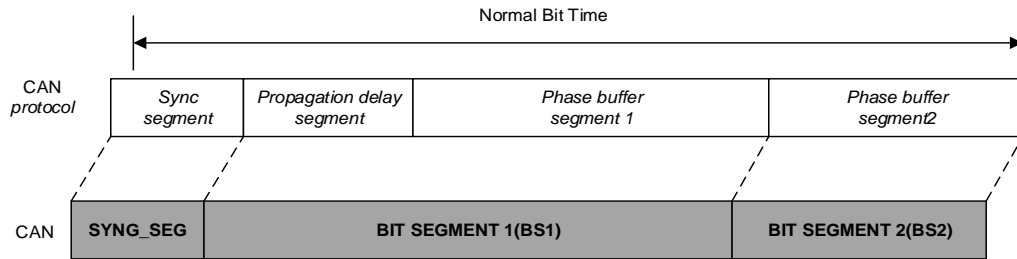 Normal Bit Time
CAN
protocol
Sync
segment
Propagation delay
segment
Phase buffer
segment 1
Phase buffer
segment2
CAN
SYNG_SEG
BIT SEGMENT 1(BS1)
BIT SEGMENT 2(BS2)